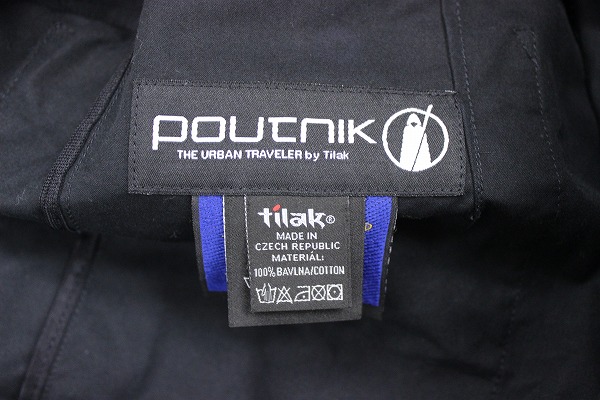 POUTNIK
THE URBAN TRAVELER by Tilak
tilak®
MADE IN
CZECH REPUBLIC
MATERIÁL:
100% BAVLNA/COTTON